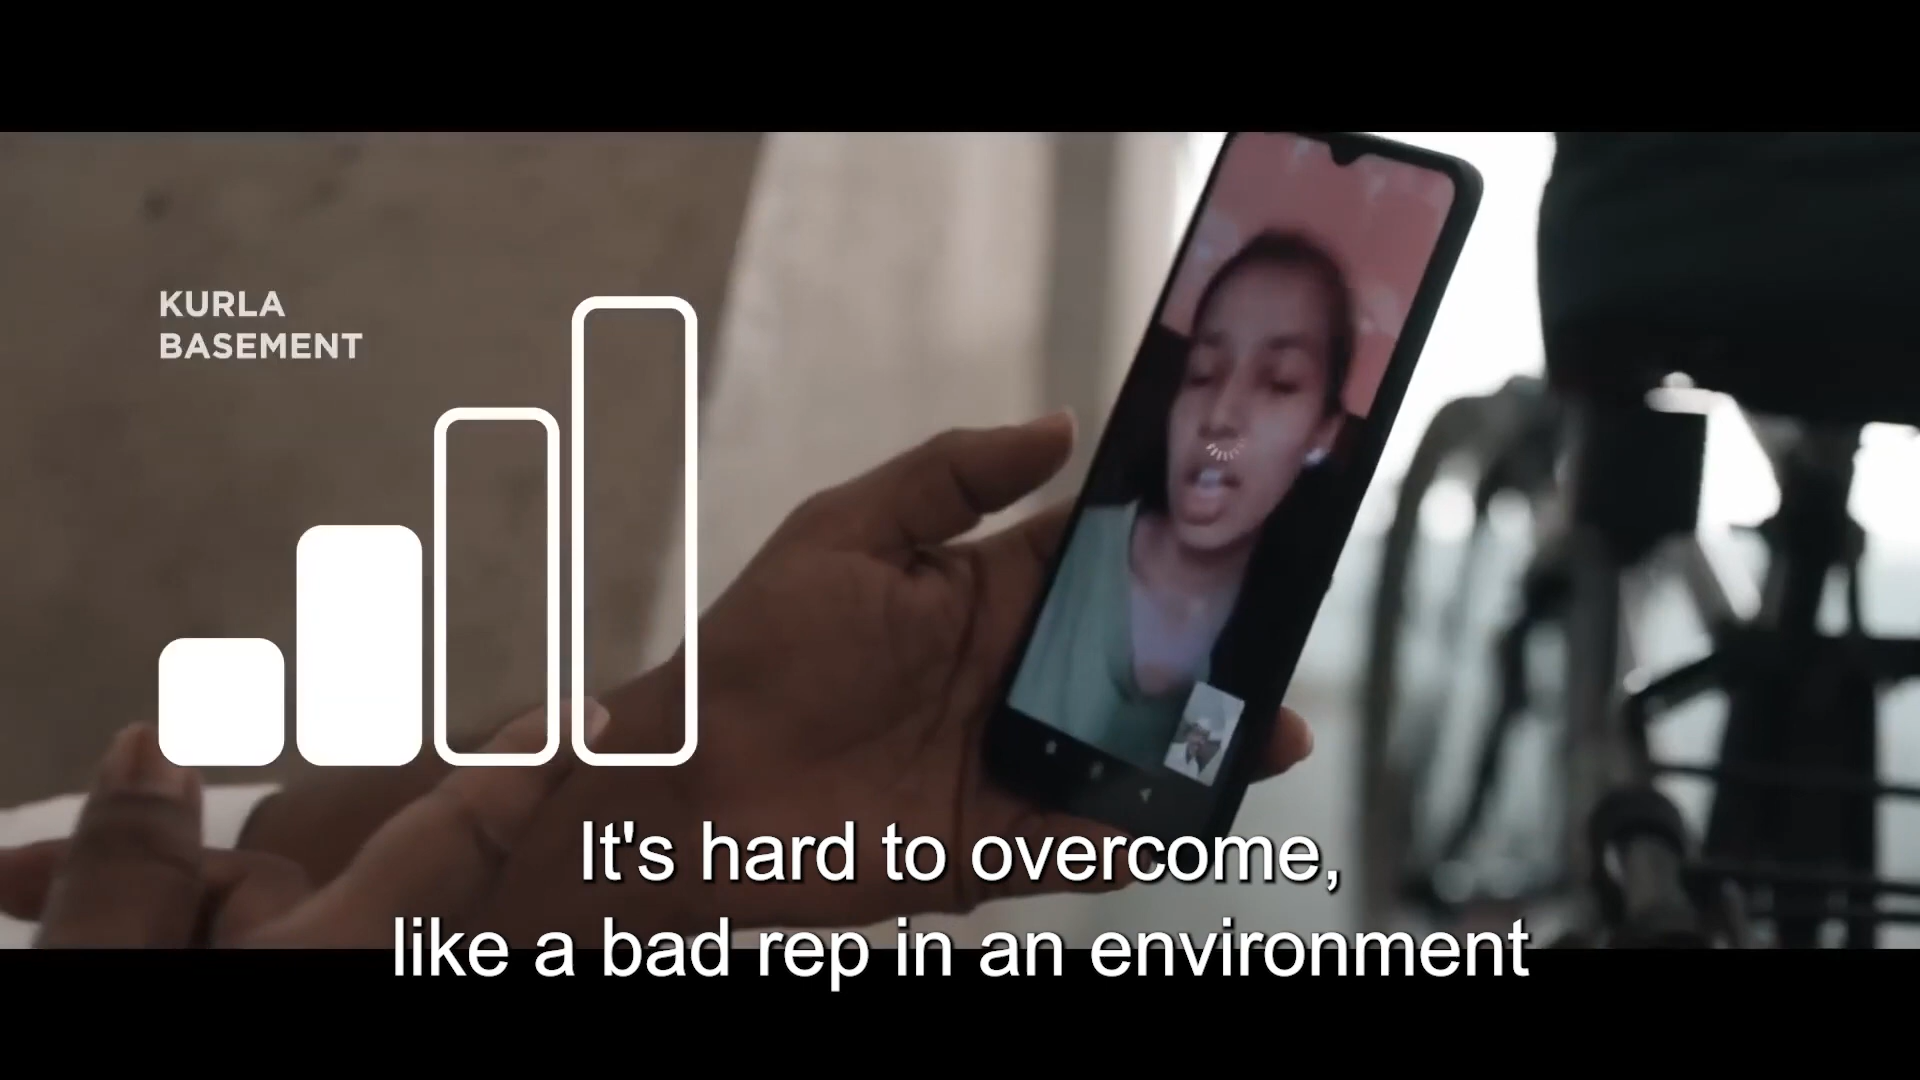 KURLA
BASEMENT
It's hard to overcome,
like a bad rep in an environment